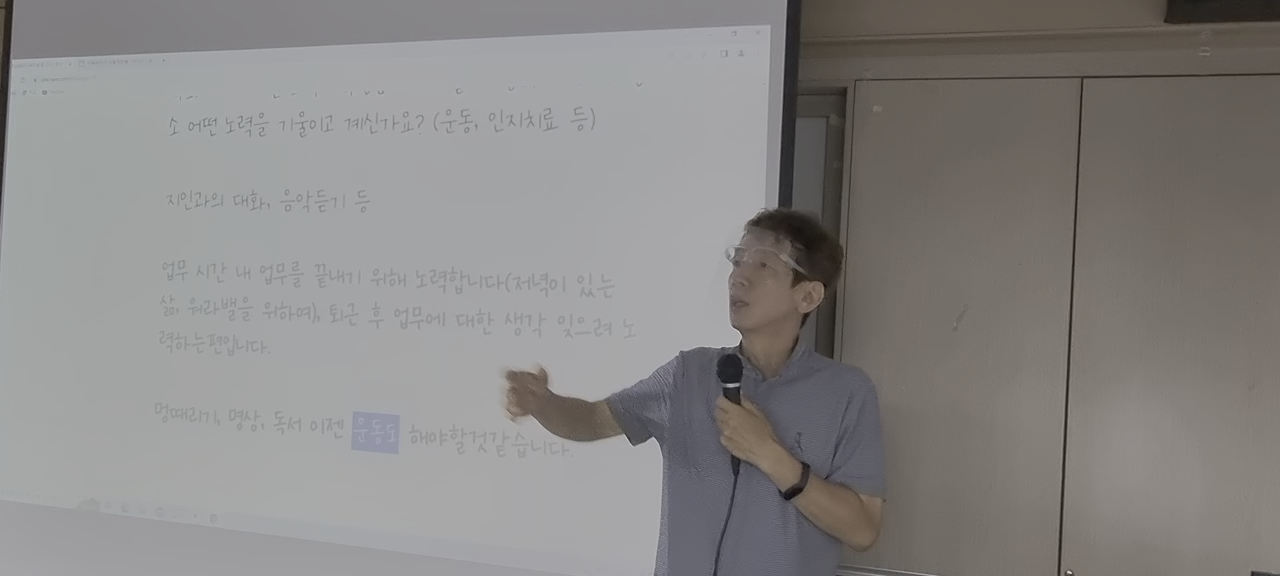 소 어떤 노력을 기울이고 계신가요? (운동, 인지치료 등)
지인과의 대화, 음악듣기 등
업무 시간 내 업무를 끝내기 위해 노력합니다(저녁이 있는
삶, 워라밸을 위하여), 퇴근 후 업무에 대한 생각 잊으려 노
력하는편입니다.
멍때리기, 명상, 독서 이젠 운동도 해야할것같습니다.